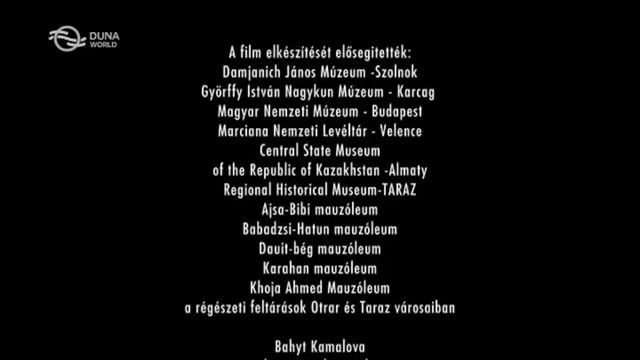 DUNA
WORLD
A film elkészítését elősegitették:
Damjanich János Múzeum -Szolnok
Györffy István Nagykun Múzeum - Karcag
Magyar Nemzeti Múzeum - Budapest
Marciana Nemzeti Levéltár - Velence
Central State Museum
of the Republic of Kazakhstan -Almaty
Regional Historical Museum-TARAZ
Ajsa-Bibi mauzóleum
Babadzsi-Hatun mauzóleum
Dauit-bég mauzóleum
Karahan mauzóleum
Khoja Ahmed Mauzóleum
a régészeti feltárások Otrar és Taraz városaiban
Bahyt Kamalova